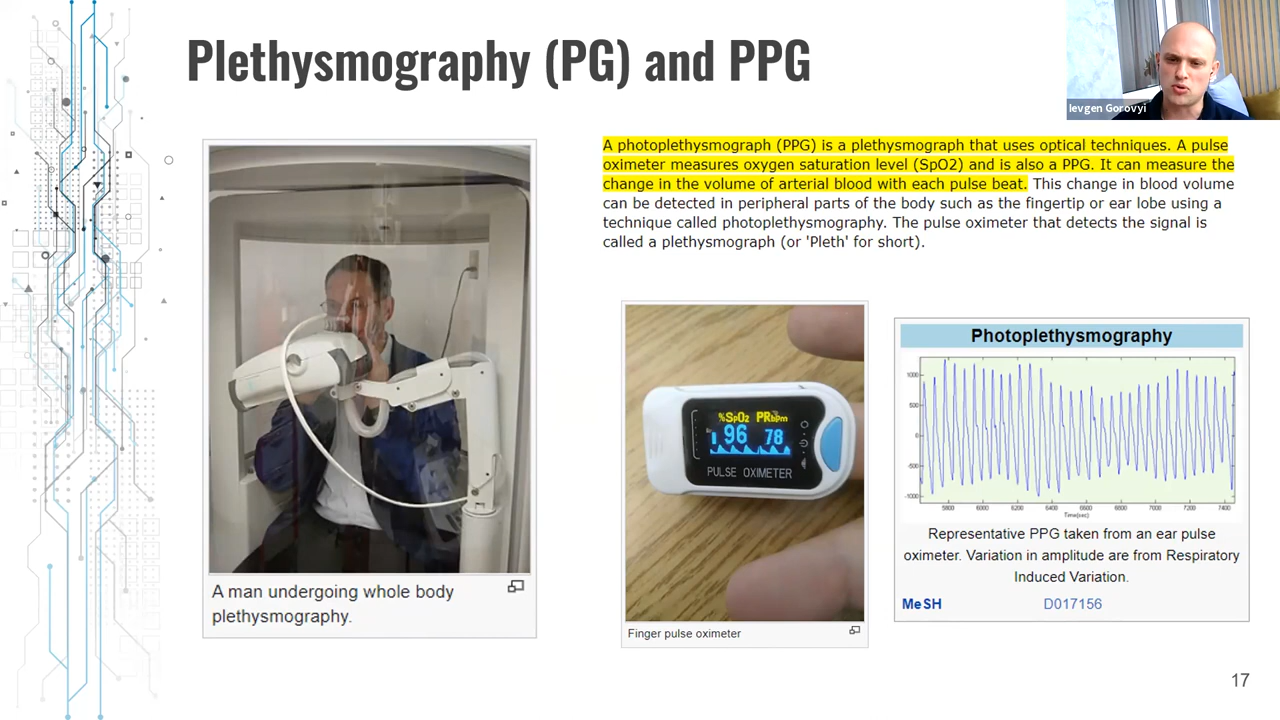 Plethysmography (PG) and PPG
Ievgen Gorovyi
A photoplethysmograph (PPG) is a plethysmograph that uses optical techniques. A pulse
oximeter measures oxygen saturation level (SpO2) and is also a PPG. It can measure the
change in the volume of arterial blood with each pulse beat. This change in blood volume
can be detected in peripheral parts of the body such as the fingertip or ear lobe using a
technique called photoplethysmography. The pulse oximeter that detects the signal is
called a plethysmograph (or 'Pleth' for short).
A man undergoing whole body
plethysmography.
%SpO2 PRbpm
96 78
PULSE OXIMETER
Finger pulse oximeter
Photoplethysmography
1000
500
0
-500
-1000
5800 6000 6200 6400 6600 6800 7000 7200 7400
Time(sec)
Representative PPG taken from an ear pulse
oximeter. Variation in amplitude are from Respiratory
Induced Variation.
MeSH D017156
17